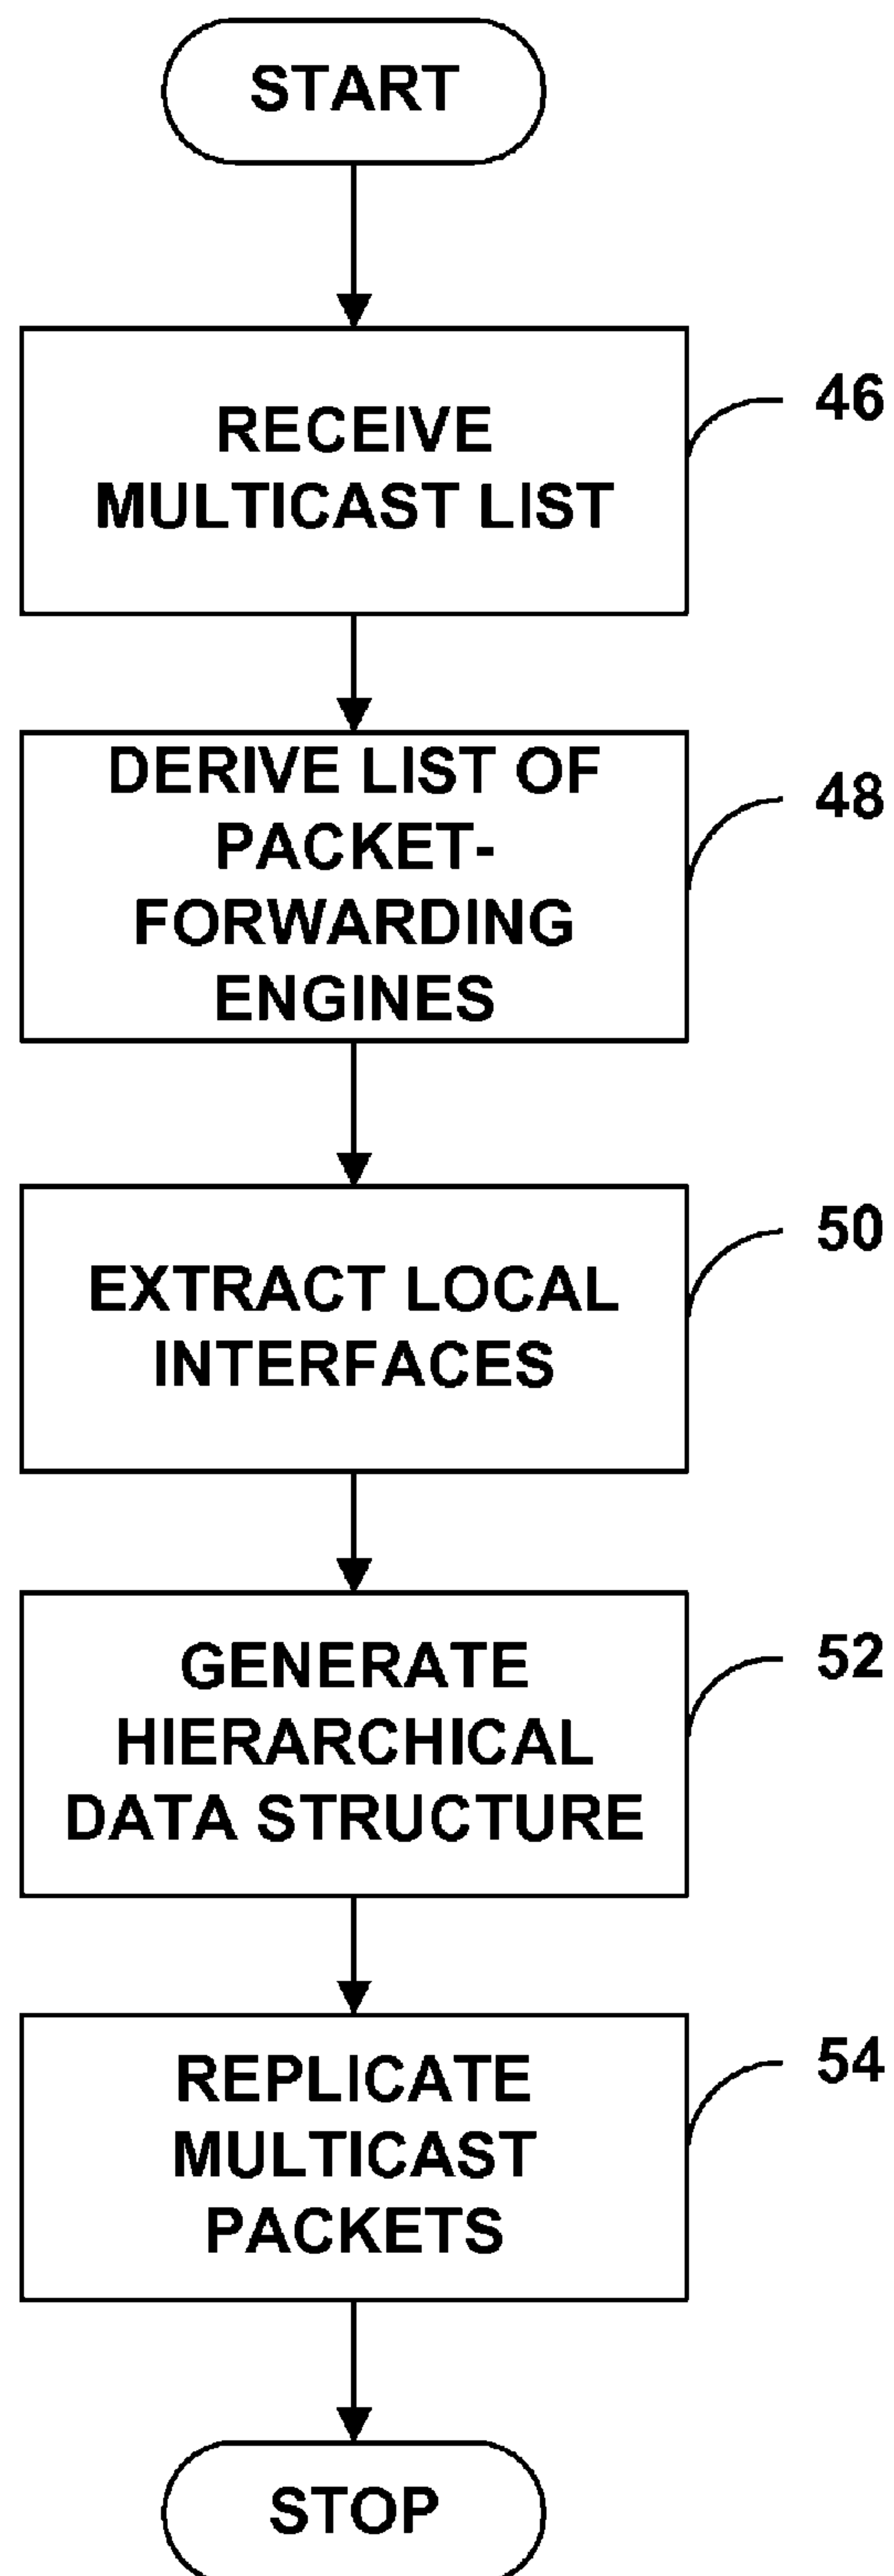 START
RECEIVE
MULTICAST LIST
46
DERIVE LIST OF
PACKET-
FORWARDING
ENGINES
48
EXTRACT LOCAL
INTERFACES
50
GENERATE
HIERARCHICAL
DATA STRUCTURE
52
REPLICATE
MULTICAST
PACKETS
54
STOP